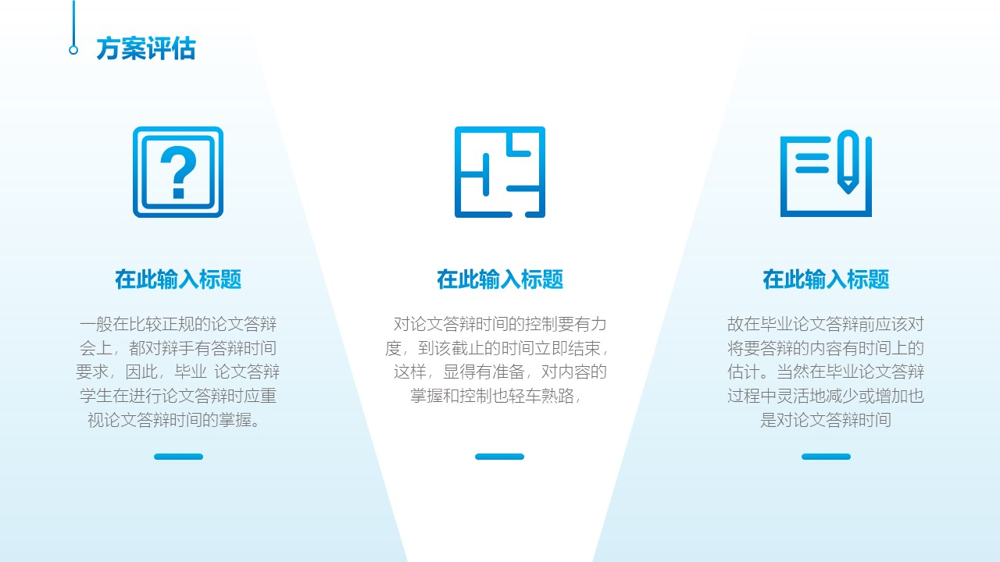 方案评估
在此输入标题
一般在比较正规的论文答辩
会上，都对辩手有答辩时间
要求，因此，毕业 论文答辩
学生在进行论文答辩时应重
视论文答辩时间的掌握。
在此输入标题
对论文答辩时间的控制要有力
度，到该截止的时间立即结束，
这样，显得有准备，对内容的
掌握和控制也轻车熟路，
在此输入标题
故在毕业论文答辩前应该对
将要答辩的内容有时间上的
估计。当然在毕业论文答辩
过程中灵活地减少或增加也
是对论文答辩时间